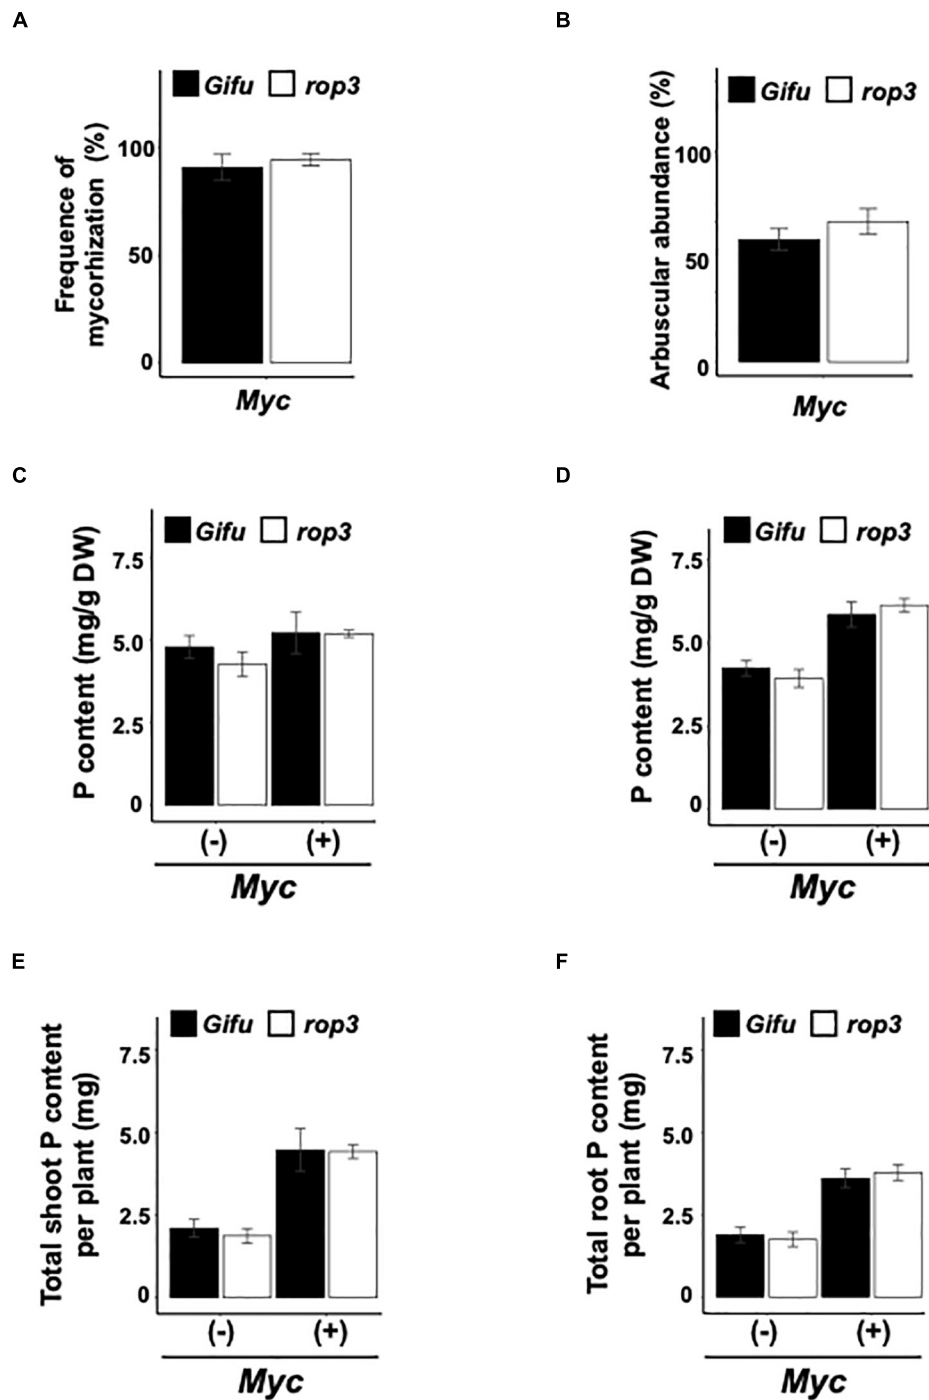 A
Gifu rop3
Frequence of
mycorhization (%)
100
50
0
Myc
B
Gifu rop3
Arbuscular abundance (%)
100
50
0
Myc
C
Gifu rop3
P content (mg/g DW)
7.5
5.0
2.5
0
(-) (+)
Myc
D
Gifu rop3
P content (mg/g DW)
7.5
5.0
2.5
0
(-) (+)
Myc
E
Gifu rop3
Total shoot P content
per plant (mg)
7.5
5.0
2.5
0
(-) (+)
Myc
F
Gifu rop3
Total root P content
per plant (mg)
7.5
5.0
2.5
0
(-) (+)
Myc